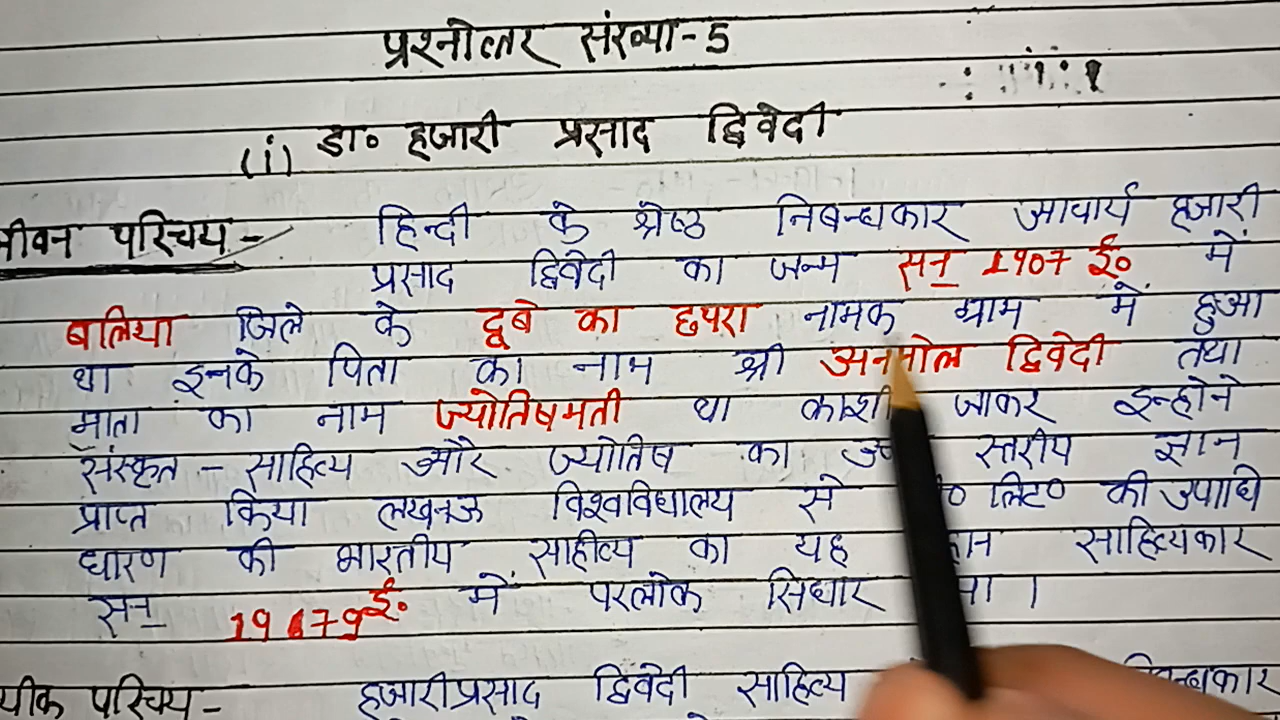 प्रश्नोत्तर संख्या-5
(i) डा० हजारी प्रसाद द्विवेदी
जीवन परिचय- हिन्दी के श्रेष्ठ निबन्धकार आचार्य हजारी
प्रसाद द्विवेदी का जन्म सन् 1907 ई० में
बलिया जिले के दूबे का छपरा नामक ग्राम में हुआ
था इनके पिता का नाम श्री अनमोल द्विवेदी तथा
माता का नाम ज्योतिषमती था काशी जाकर इन्होने
संस्कृत - साहित्य और ज्योतिष का स्तरीय ज्ञान
प्राप्त किया लखनऊ विश्वविद्यालय से लिट० की उपाधि
धारण की भारतीय साहीत्य का यह साहित्यकार
सन् 1979 ई० में परलोक सिधार
परिचय- हजारीप्रसाद द्विवेदी साहित्य